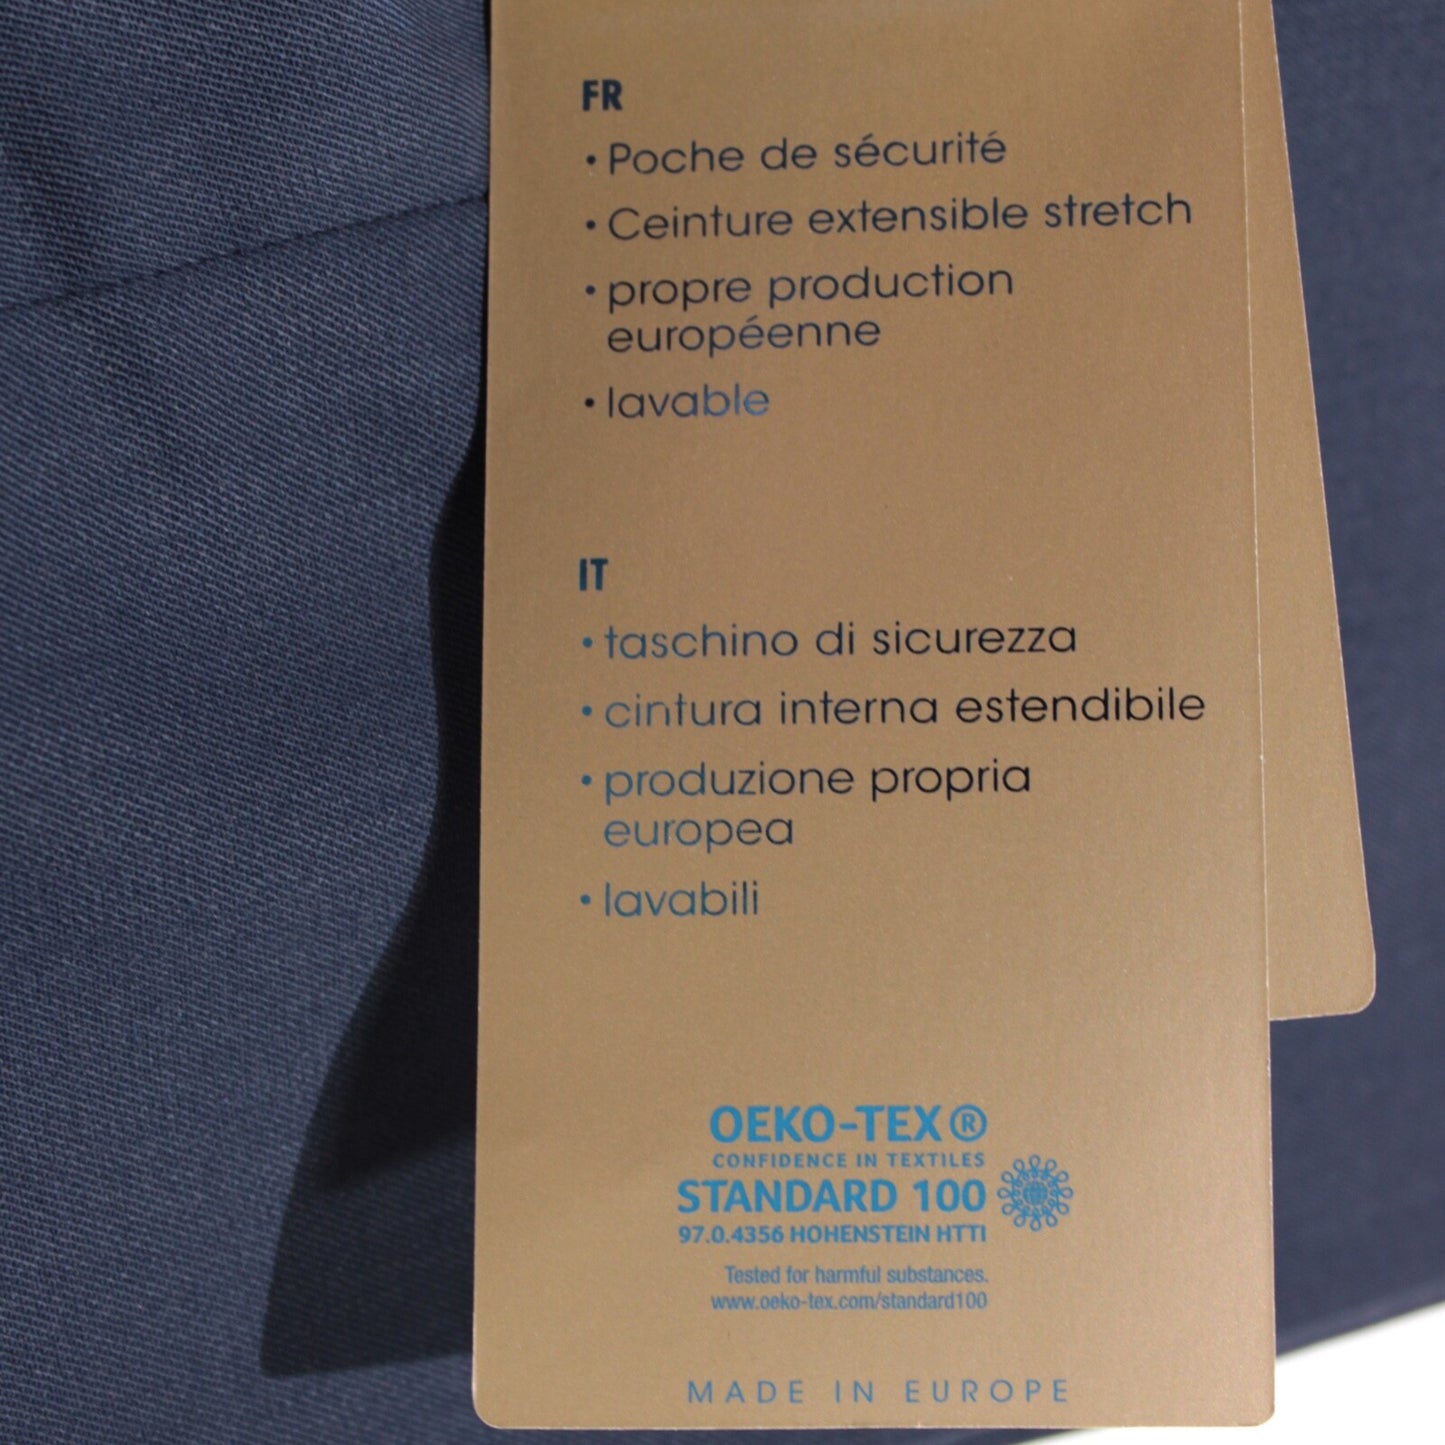 FR
• Poche de sécurité
• Ceinture extensible stretch
• propre production
européenne
• lavable
IT
• taschino di sicurezza
• cintura interna estendibile
• produzione propria
europea
• lavabili
OEKO-TEX®
CONFIDENCE IN TEXTILES
STANDARD 100
97.0.4356 HOHENSTEIN HTTI
Tested for harmful substances.
www.oeko-tex.com/standard100
MADE IN EUROPE